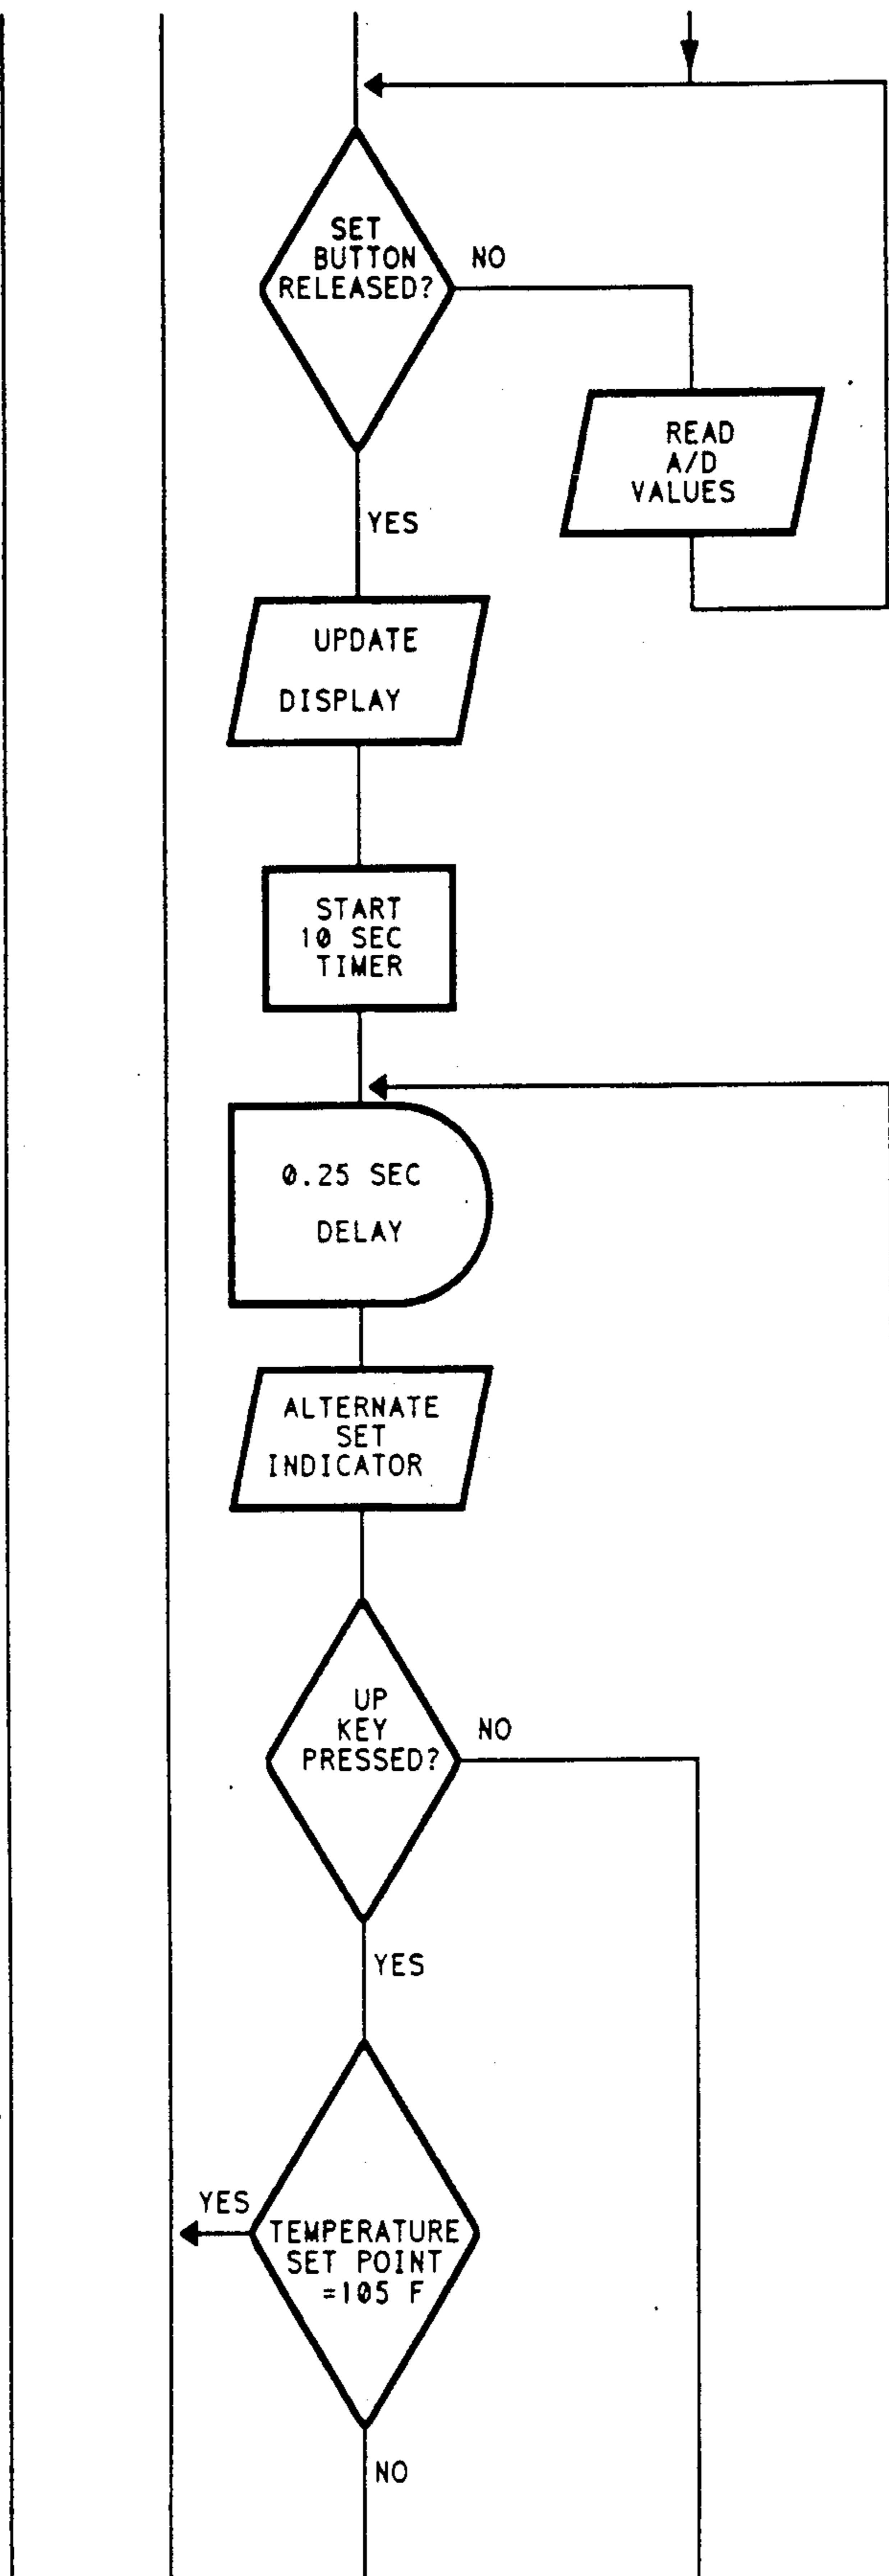 SET
BUTTON
RELEASED?
NO
READ
A/D
VALUES
YES
UPDATE
DISPLAY
START
10 SEC
TIMER
0.25 SEC
DELAY
ALTERNATE
SET
INDICATOR
UP
KEY
PRESSED?
NO
YES
YES
TEMPERATURE
SET POINT
=105 F
NO